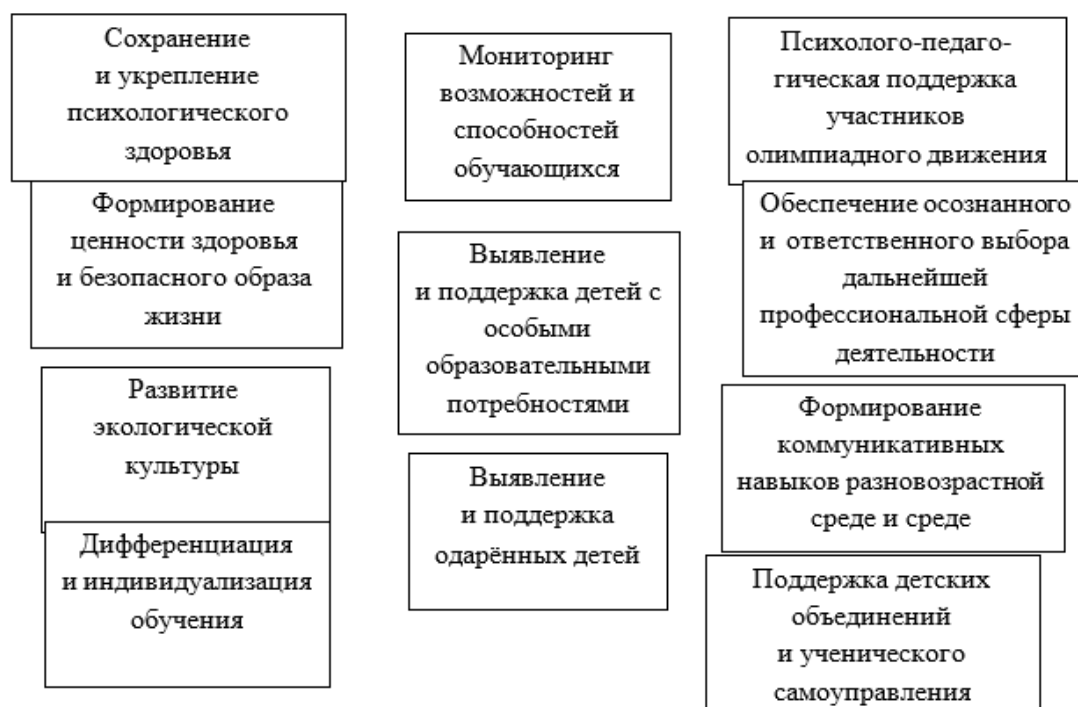 Сохранение
и укрепление
психологического
здоровья
Формирование
ценности здоровья
и безопасного образа
жизни
Развитие
экологической
культуры
Дифференциация
и индивидуализация
обучения
Мониторинг
возможностей и
способностей
обучающихся
Выявление
и поддержка детей с
особыми
образовательными
потребностями
Выявление
и поддержка
одарённых детей
Психолого-педаго-
гическая поддержка
участников
олимпиадного движения
Обеспечение осознанного
и ответственного выбора
дальнейшей
профессиональной сферы
деятельности
Формирование
коммуникативных
навыков разновозрастной
среде и среде
Поддержка детских
объединений
и ученического
самоуправления